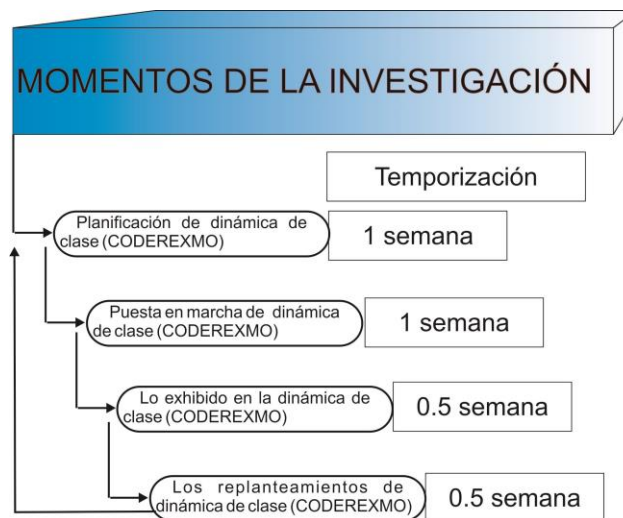 MOMENTOS DE LA INVESTIGACIÓN
Temporización
Planificación de dinámica de
clase (CODEREXMO)
1 semana
Puesta en marcha de dinámica
de clase (CODEREXMO)
1 semana
Lo exhibido en la dinámica de
clase (CODEREXMO)
0.5 semana
Los replanteamientos de
dinámica de clase (CODEREXMO)
0.5 semana